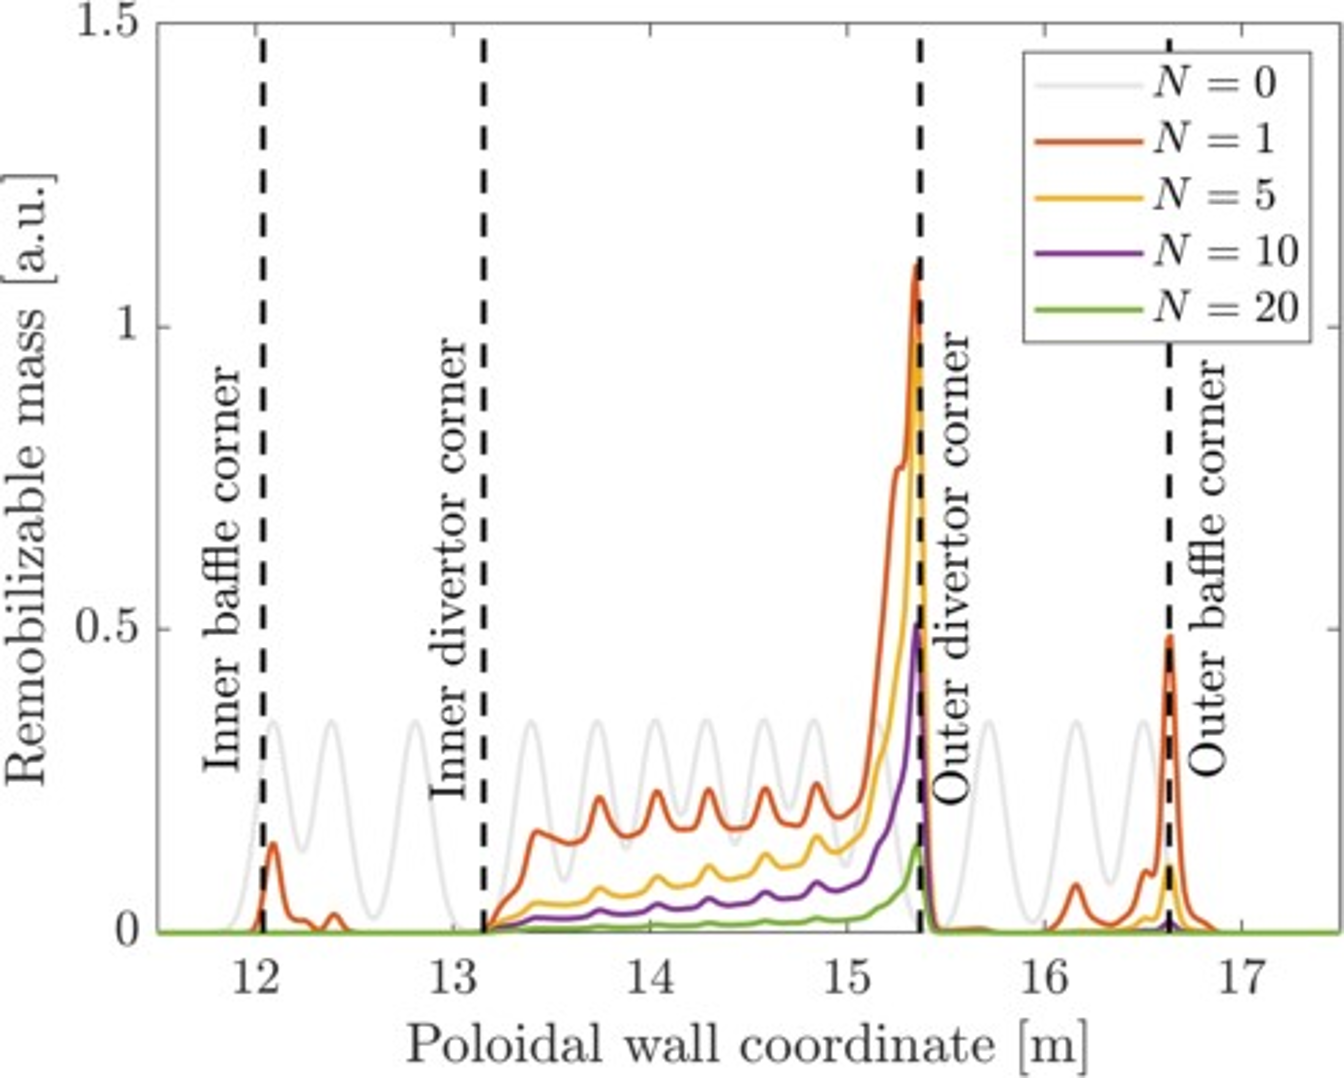 1.5
1
0.5
0
Remobilizable mass [a.u.]
Inner baffle corner
Inner divertor corner
Outer divertor corner
Outer baffle corner
N = 0
N = 1
N = 5
N = 10
N = 20
12 13 14 15 16 17
Poloidal wall coordinate [m]